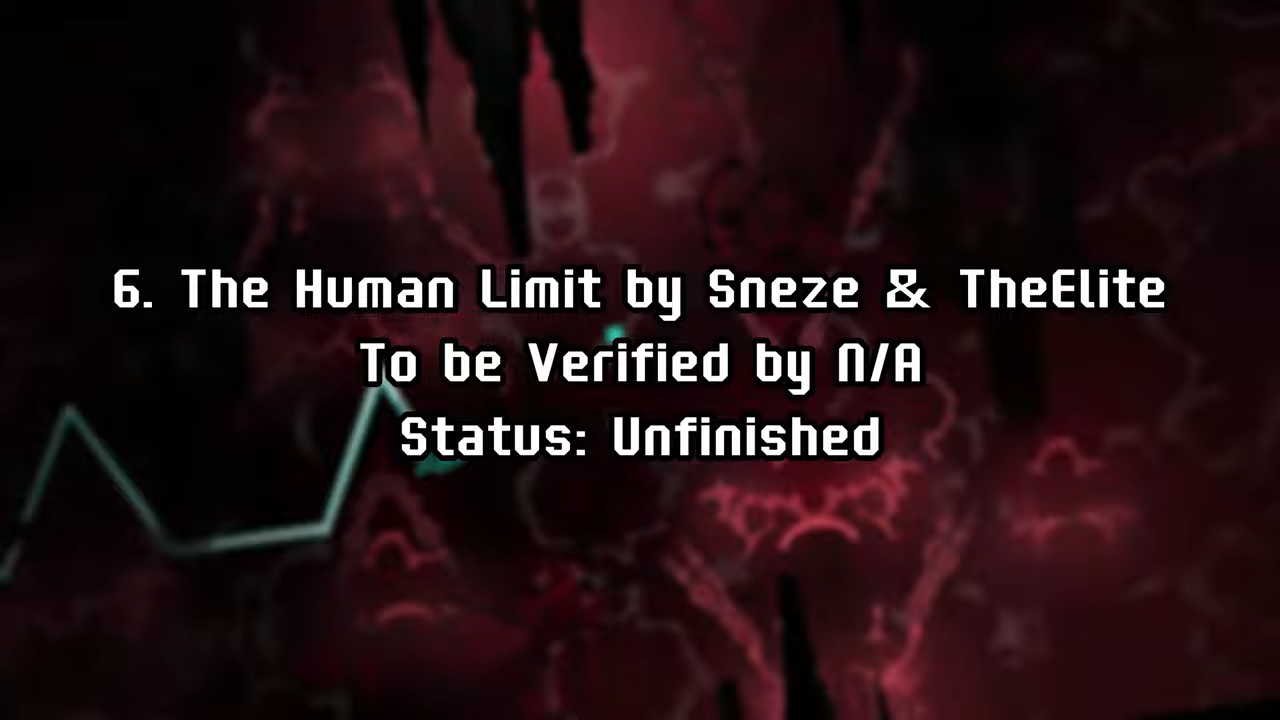 6. The Human Limit by Sneze & TheElite
To be Verified by N/A
Status: Unfinished